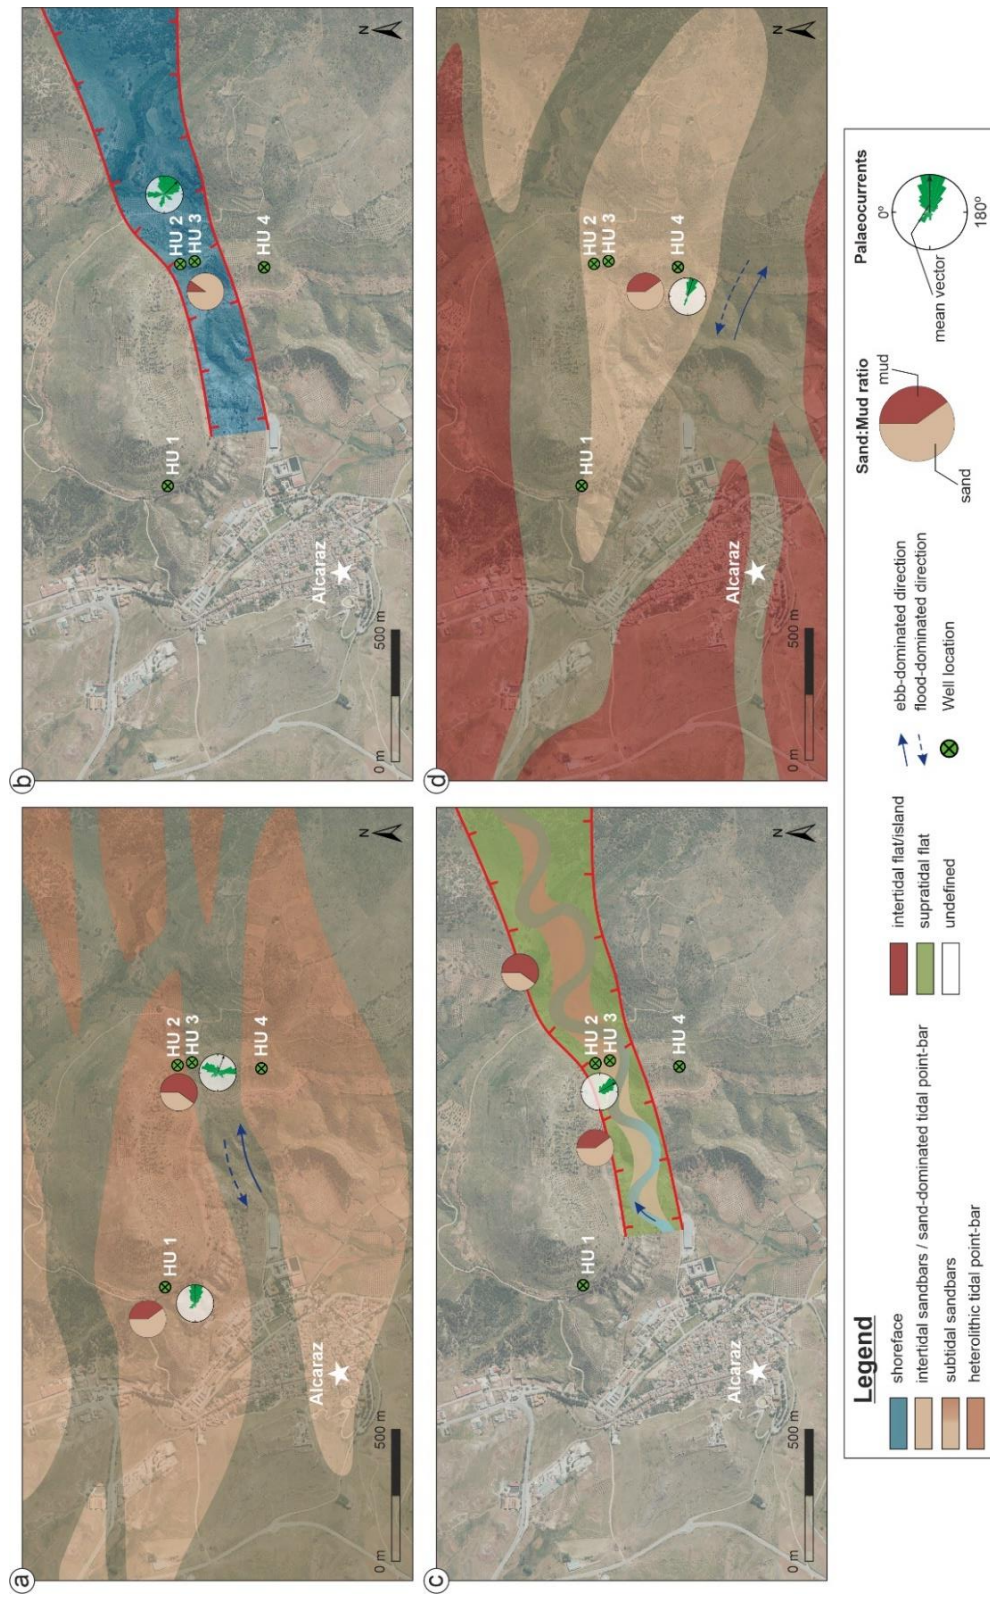 a
HU 1
HU 2
HU 3
HU 4
Alcaraz
0 m
500 m
N
b
HU 1
HU 2
HU 3
HU 4
Alcaraz
0 m
500 m
N
c
HU 1
HU 2
HU 3
HU 4
Alcaraz
0 m
500 m
N
d
HU 1
HU 2
HU 3
HU 4
Alcaraz
0 m
500 m
N
Legend
shoreface
intertidal sandbars / sand-dominated tidal point-bar
subtidal sandbars
heterolithic tidal point-bar
intertidal flat/island
supratidal flat
undefined
ebb-dominated direction
flood-dominated direction
Well location
Sand:Mud ratio
mud
sand
Palaeocurrents
0º
mean vector
180º